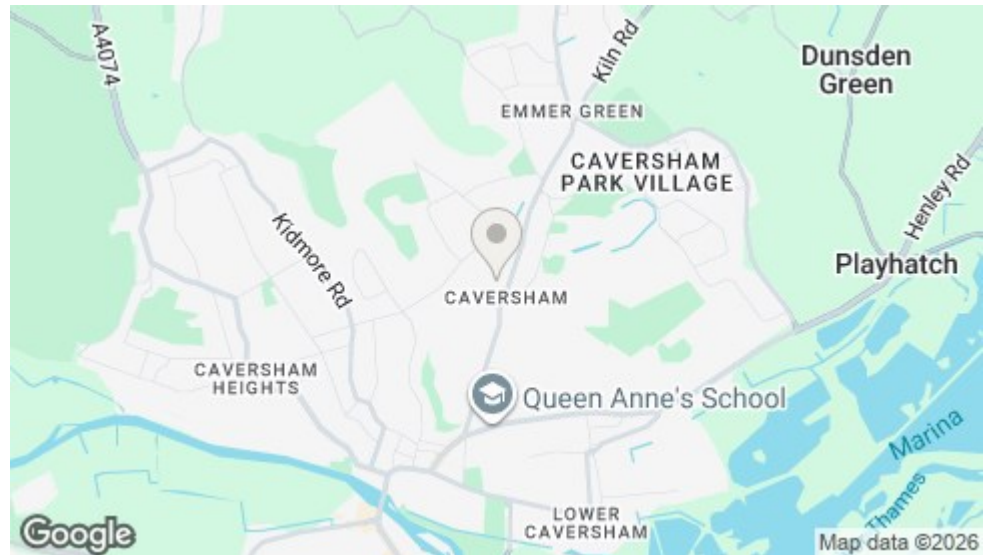 A4074
Kiln Rd
Dunsden
Green
EMMER GREEN
CAVERSHAM
PARK VILLAGE
Henley Rd
Kidmore Rd
Playhatch
CAVERSHAM
CAVERSHAM
HEIGHTS
Queen Anne's School
Marina
Thames
LOWER
CAVERSHAM
Google
Map data ©2026